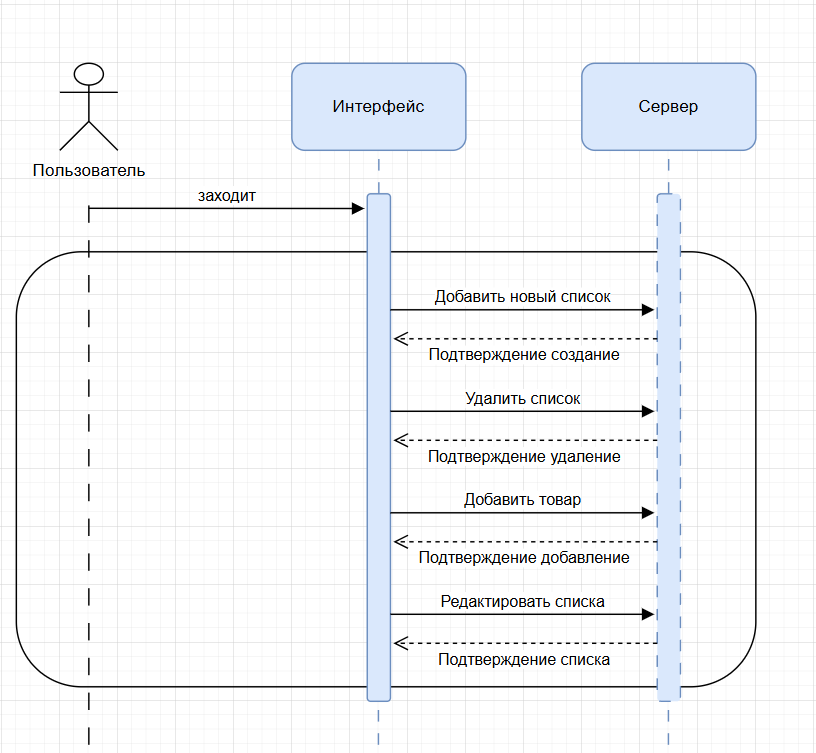 Интерфейс
Сервер
Пользователь
заходит
Добавить новый список
Подтверждение создание
Удалить список
Подтверждение удаление
Добавить товар
Подтверждение добавление
Редактировать списка
Подтверждение списка